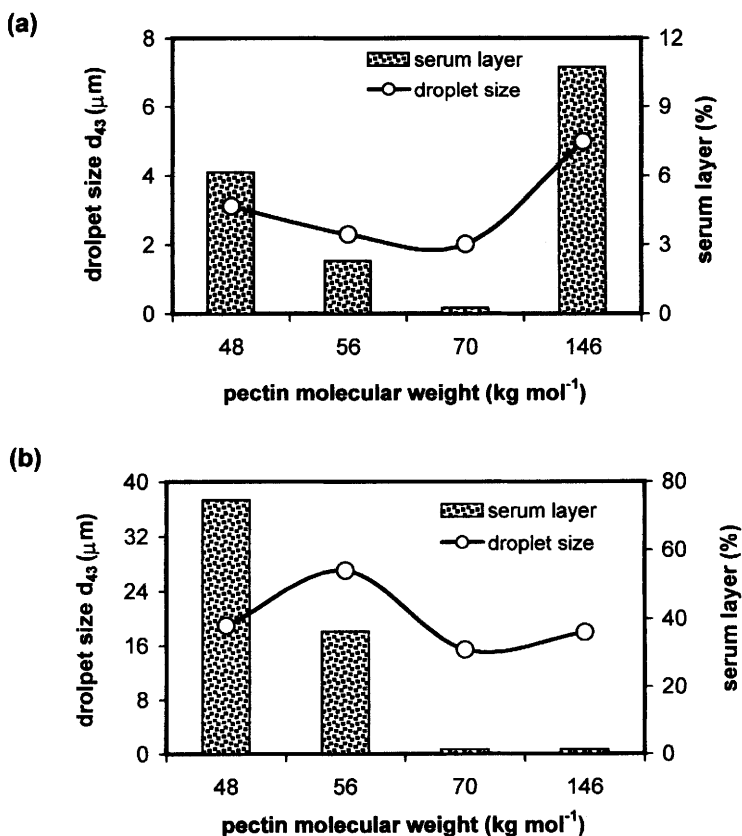 (a)
8
6
4
2
0
drolpet size d43 (μm)
serum layer
droplet size
12
9
6
3
0
serum layer (%)
48 56 70 146
pectin molecular weight (kg mol-1)
(b)
40
32
24
16
8
0
drolpet size d43 (μm)
serum layer
droplet size
80
60
40
20
0
serum layer (%)
48 56 70 146
pectin molecular weight (kg mol-1)